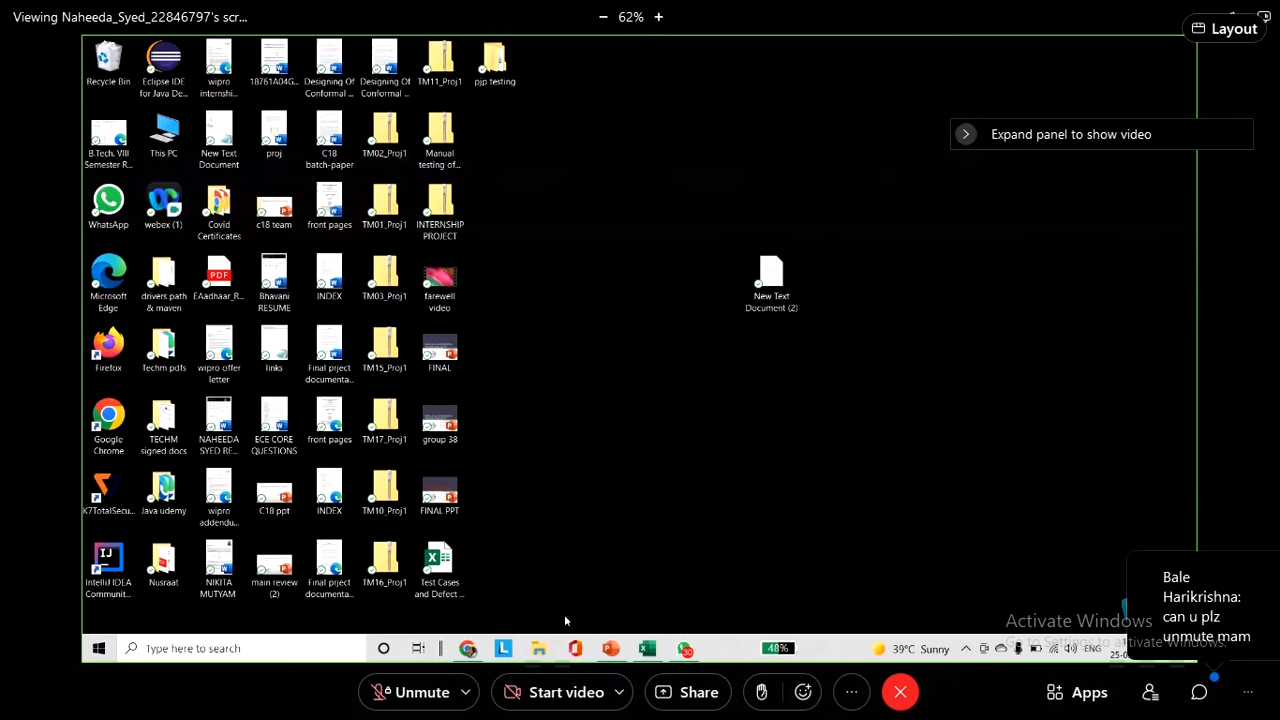 Viewing Naheeda_Syed_22846797's scr...
62%
Layout
Expand panel to show video
Recycle Bin
Eclipse IDE
for Java De...
wipro
internshi...
18761A04G...
Designing Of
Conformal ...
Designing Of
Conformal ...
TM11_Proj1
pjp testing
B.Tech. VIII
Semester R...
This PC
New Text
Document
proj
C18
batch-paper
TM02_Proj1
Manual
testing of...
WhatsApp
webex (1)
Covid
Certificates
c18 team
front pages
TM01_Proj1
INTERNSHIP
PROJECT
Microsoft
Edge
drivers path
& maven
PDF
EAadhaar_R...
Bhavani
RESUME
INDEX
TM03_Proj1
farewell
video
New Text
Document (2)
Firefox
Techm pdfs
wipro offer
letter
links
Final prject
documenta...
TM15_Proj1
FINAL
Google
Chrome
TECHM
signed docs
NAHEEDA
SYED RE...
ECE CORE
QUESTIONS
front pages
TM17_Proj1
group 38
K7TotalSecu...
Java udemy
wipro
addendu...
C18 ppt
INDEX
TM10_Proj1
FINAL PPT
IntelliJ IDEA
Communit...
Nusraat
NIKITA
MUTYAM
main review
(2)
Final prject
documenta...
TM16_Proj1
Test Cases
and Defect ...
Bale
Harikrishna:
can u plz
unmute mam
Activate Windows
Go to Settings to activate Windows.
Type here to search
48%
39°C Sunny
ENG
Unmute
Start video
Share
Apps